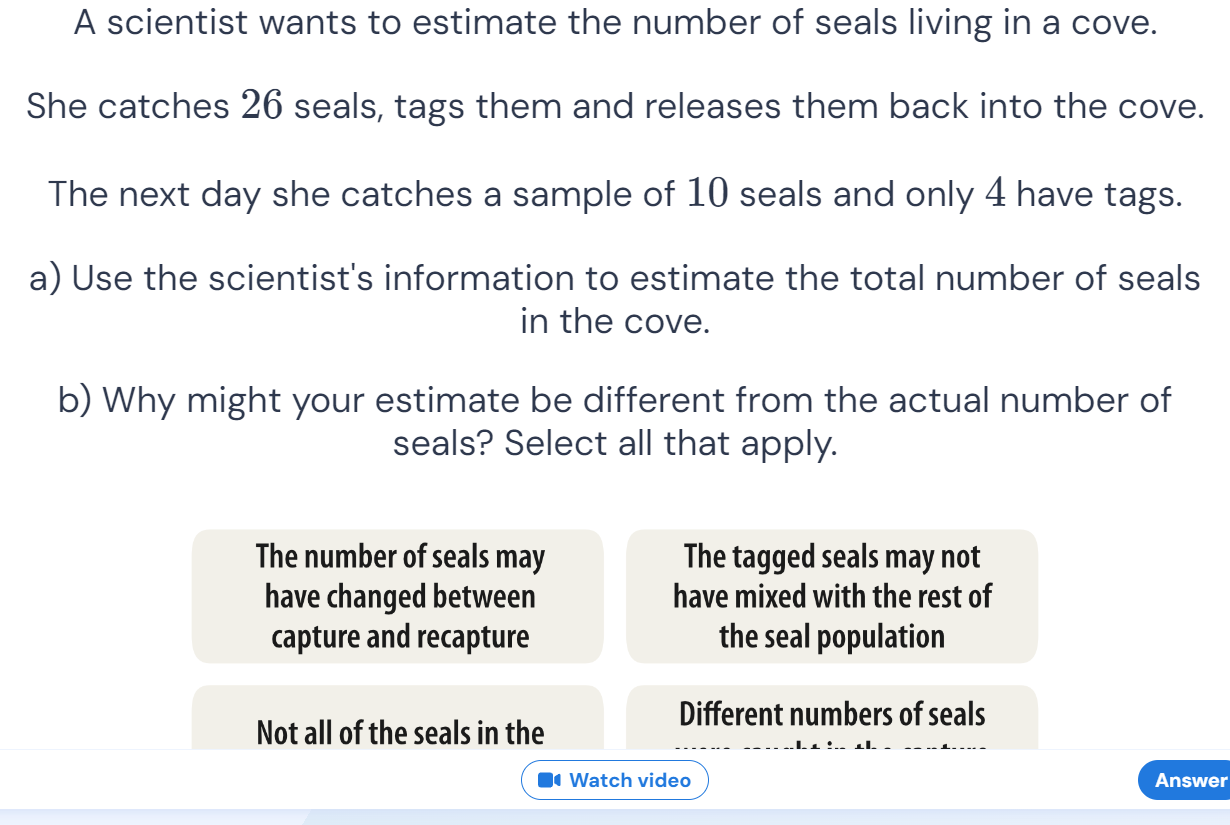 A scientist wants to estimate the number of seals living in a cove.
She catches 26 seals, tags them and releases them back into the cove.
The next day she catches a sample of 10 seals and only 4 have tags.
a) Use the scientist's information to estimate the total number of seals
in the cove.
b) Why might your estimate be different from the actual number of
seals? Select all that apply.
The number of seals may
have changed between
capture and recapture
The tagged seals may not
have mixed with the rest of
the seal population
Not all of the seals in the
Different numbers of seals
were caught in the capture
Watch video
Answer